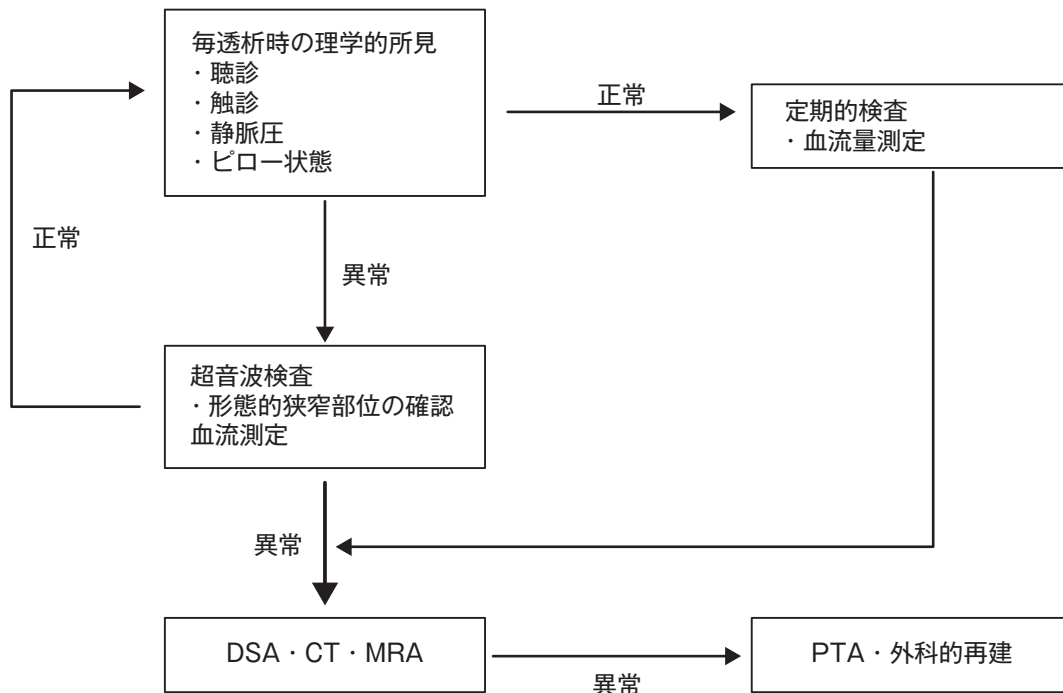 毎透析時の理学的所見
・聴診
・触診
・静脈圧
・ピロー状態
正常
定期的検査
・血流量測定
正常
異常
超音波検査
・形態的狭窄部位の確認
血流測定
異常
DSA・CT・MRA
異常
PTA・外科的再建